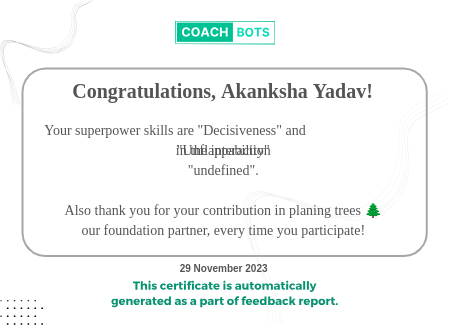 COACH BOTS
Congratulations, Akanksha Yadav!
Your superpower skills are "Decisiveness" and
"undefined".
Also thank you for your contribution in planing trees 🌲
our foundation partner, every time you participate!
29 November 2023
This certificate is automatically
generated as a part of feedback report.